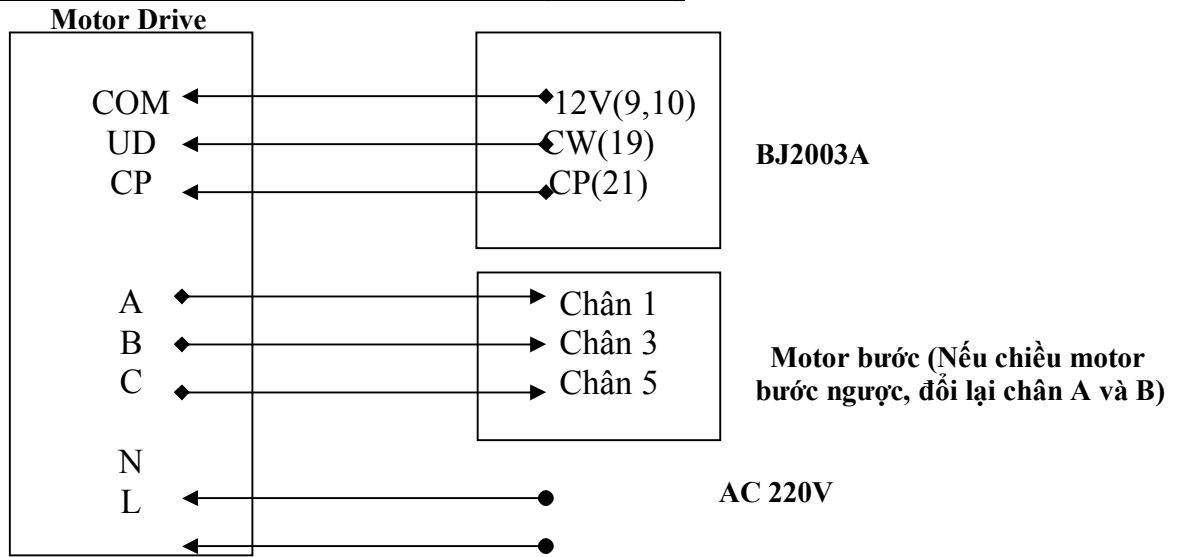 Motor Drive
COM
UD
CP
12V(9,10)
CW(19)
CP(21)
BJ2003A
A
B
C
Chân 1
Chân 3
Chân 5
Motor bước (Nếu chiều motor
bước ngược, đổi lại chân A và B)
N
L
AC 220V